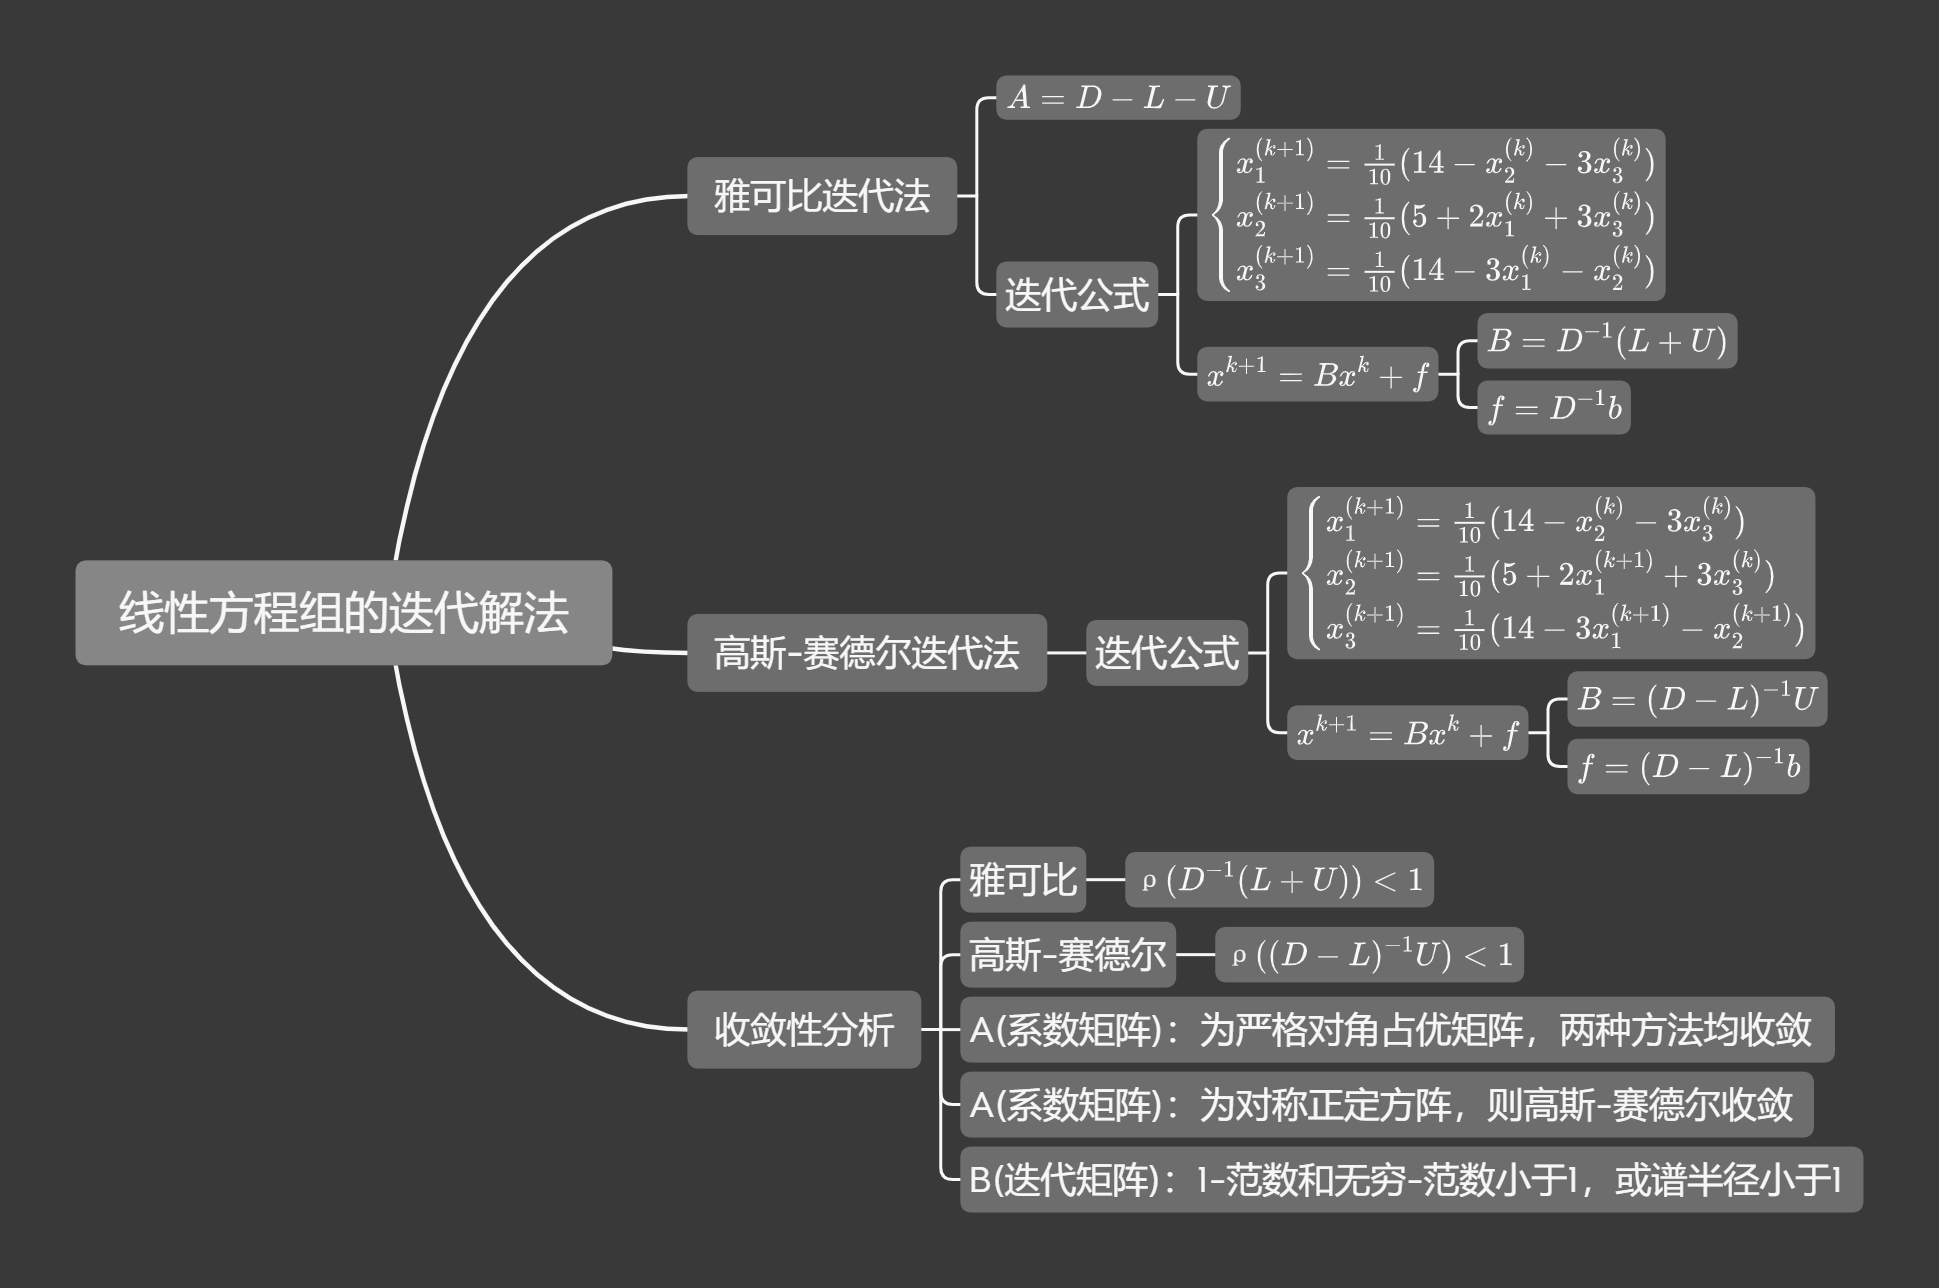 线性方程组的迭代解法
雅可比迭代法
A = D − L − U
迭代公式
x_1^{(k+1)} = \frac{1}{10}(14 − x_2^{(k)} − 3x_3^{(k)})
x_2^{(k+1)} = \frac{1}{10}(5 + 2x_1^{(k)} + 3x_3^{(k)})
x_3^{(k+1)} = \frac{1}{10}(14 − 3x_1^{(k)} − x_2^{(k)})
x^{k+1} = Bx^k + f
B = D^{−1}(L + U)
f = D^{−1}b
高斯-赛德尔迭代法
迭代公式
x_1^{(k+1)} = \frac{1}{10}(14 − x_2^{(k)} − 3x_3^{(k)})
x_2^{(k+1)} = \frac{1}{10}(5 + 2x_1^{(k+1)} + 3x_3^{(k)})
x_3^{(k+1)} = \frac{1}{10}(14 − 3x_1^{(k+1)} − x_2^{(k+1)})
x^{k+1} = Bx^k + f
B = (D − L)^{−1}U
f = (D − L)^{−1}b
收敛性分析
雅可比
ρ(D^{−1}(L + U)) < 1
高斯-赛德尔
ρ((D − L)^{−1}U) < 1
A(系数矩阵)：为严格对角占优矩阵，两种方法均收敛
A(系数矩阵)：为对称正定方阵，则高斯-赛德尔收敛
B(迭代矩阵)：1-范数和无穷-范数小于1，或谱半径小于1